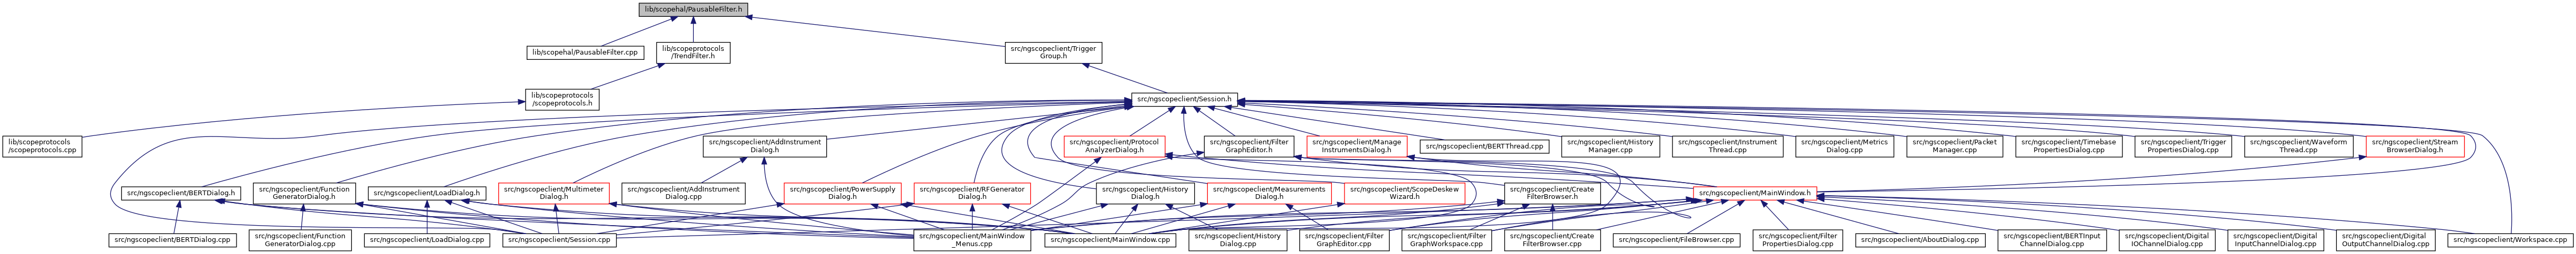 lib/scopehal/PausableFilter.h
lib/scopehal/PausableFilter.cpp
lib/scopeprotocols
/TrendFilter.h
src/ngscopeclient/Trigger
Group.h
lib/scopeprotocols
/scopeprotocols.h
src/ngscopeclient/Session.h
lib/scopeprotocols
/scopeprotocols.cpp
src/ngscopeclient/AddInstrument
Dialog.h
src/ngscopeclient/Protocol
AnalyzerDialog.h
src/ngscopeclient/Filter
GraphEditor.h
src/ngscopeclient/Manage
InstrumentsDialog.h
src/ngscopeclient/BERTThread.cpp
src/ngscopeclient/History
Manager.cpp
src/ngscopeclient/Instrument
Thread.cpp
src/ngscopeclient/Metrics
Dialog.cpp
src/ngscopeclient/Packet
Manager.cpp
src/ngscopeclient/Timebase
PropertiesDialog.cpp
src/ngscopeclient/Trigger
PropertiesDialog.cpp
src/ngscopeclient/Waveform
Thread.cpp
src/ngscopeclient/Stream
BrowserDialog.h
src/ngscopeclient/BERTDialog.h
src/ngscopeclient/Function
GeneratorDialog.h
src/ngscopeclient/LoadDialog.h
src/ngscopeclient/Multimeter
Dialog.h
src/ngscopeclient/AddInstrument
Dialog.cpp
src/ngscopeclient/PowerSupply
Dialog.h
src/ngscopeclient/RFGenerator
Dialog.h
src/ngscopeclient/History
Dialog.h
src/ngscopeclient/Measurements
Dialog.h
src/ngscopeclient/ScopeDeskew
Wizard.h
src/ngscopeclient/Create
FilterBrowser.h
src/ngscopeclient/MainWindow.h
src/ngscopeclient/BERTDialog.cpp
src/ngscopeclient/Function
GeneratorDialog.cpp
src/ngscopeclient/LoadDialog.cpp
src/ngscopeclient/Session.cpp
src/ngscopeclient/MainWindow
_Menus.cpp
src/ngscopeclient/MainWindow.cpp
src/ngscopeclient/History
Dialog.cpp
src/ngscopeclient/Filter
GraphEditor.cpp
src/ngscopeclient/Filter
GraphWorkspace.cpp
src/ngscopeclient/Create
FilterBrowser.cpp
src/ngscopeclient/FileBrowser.cpp
src/ngscopeclient/Filter
PropertiesDialog.cpp
src/ngscopeclient/AboutDialog.cpp
src/ngscopeclient/BERTInput
ChannelDialog.cpp
src/ngscopeclient/Digital
IOChannelDialog.cpp
src/ngscopeclient/Digital
InputChannelDialog.cpp
src/ngscopeclient/Digital
OutputChannelDialog.cpp
src/ngscopeclient/Workspace.cpp